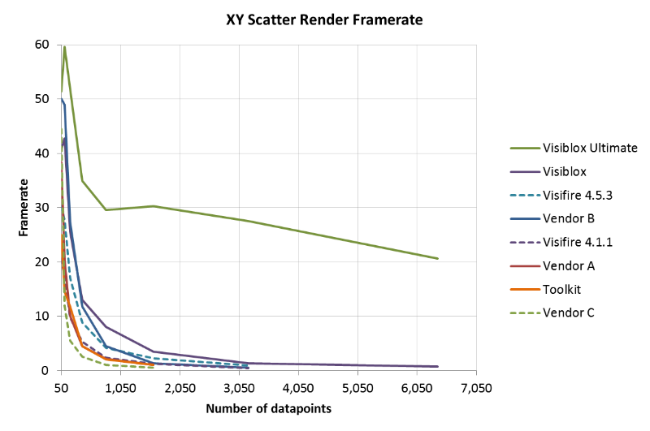 XY Scatter Render Framerate
60
50
40
30
20
10
0
Framerate
50
1,050
2,050
3,050
4,050
5,050
6,050
7,050
Number of datapoints
Visiblox Ultimate
Visiblox
Visifire 4.5.3
Vendor B
Visifire 4.1.1
Vendor A
Toolkit
Vendor C